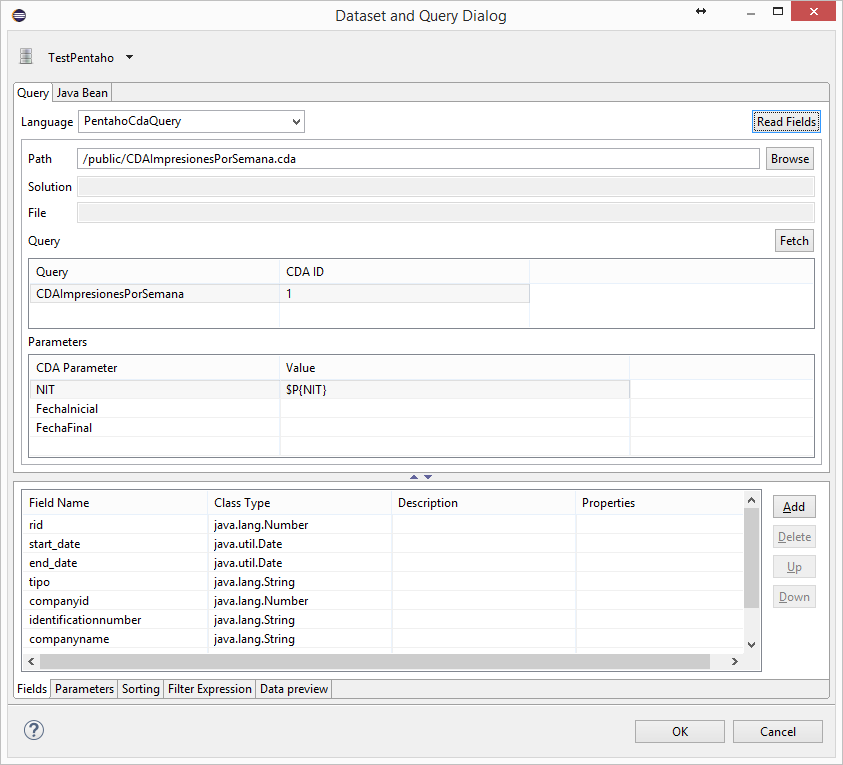 Dataset and Query Dialog
TestPentaho
Query Java Bean
Language PentahoCdaQuery Read Fields
Path /public/CDAImpresionesPorSemana.cda Browse
Solution
File
Query Fetch
Query CDA ID
CDAImpresionesPorSemana 1
Parameters
CDA Parameter Value
NIT $P{NIT}
FechaInicial
FechaFinal
Field Name Class Type Description Properties
rid java.lang.Number
start_date java.util.Date
end_date java.util.Date
tipo java.lang.String
companyid java.lang.Number
identificationnumber java.lang.String
companyname java.lang.String
Add
Delete
Up
Down
Fields Parameters Sorting Filter Expression Data preview
? OK Cancel